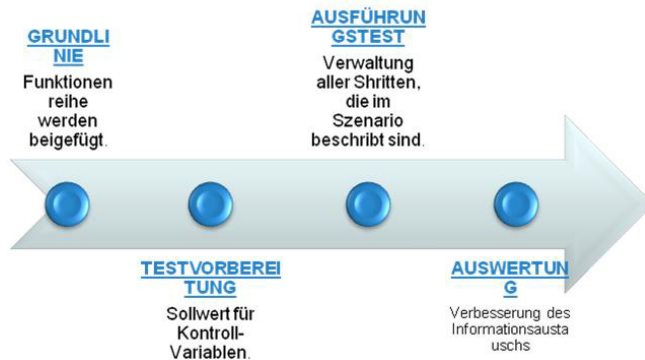 GRUNDLI
NIE
Funktionen
reihe
werden
beigefügt.
TESTVORBEREI
TUNG
Sollwert für
Kontroll-
Variablen.
AUSFÜHRUN
GSTEST
Verwaltung
aller Shritten,
die im
Szenario
beschribt sind.
AUSWERTUN
G
Verbesserung des
Informationsausta
uschs